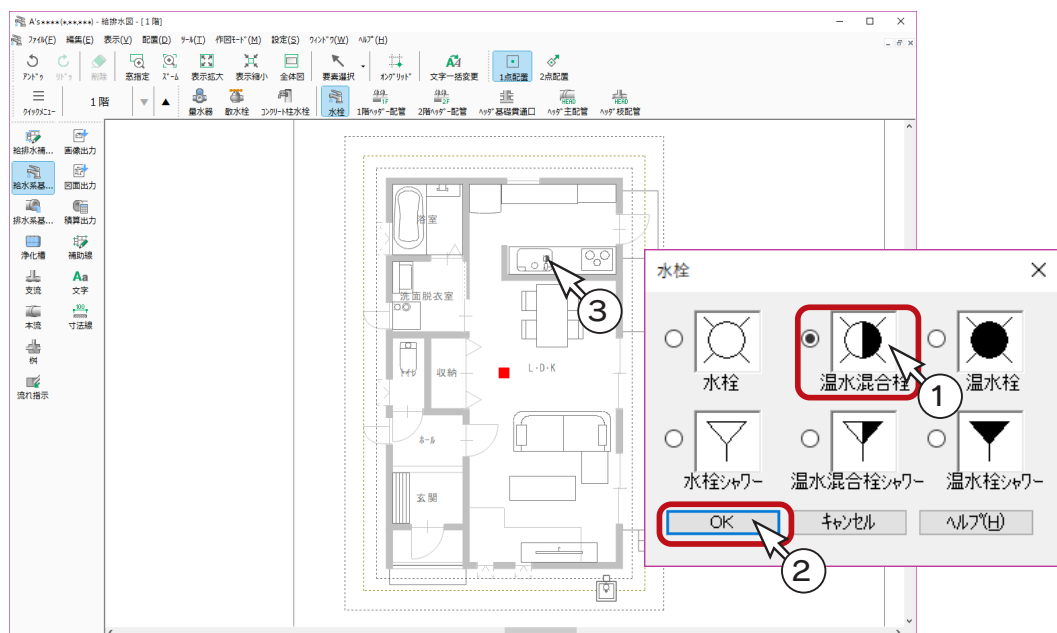 A's****(*,**,***) - 給排水図 - [1 階]
ﾌｧｲﾙ(F) 編集(E) 表示(V) 配置(D) ﾂｰﾙ(T) 作図ﾓｰﾄﾞ(M) 設定(S) ｳｨﾝﾄﾞｳ(W) ﾍﾙﾌﾟ(H)
ｱﾝﾄﾞｩ ﾘﾄﾞｩ 削除 窓指定 ｽﾞｰﾑ 表示拡大 表示縮小 全体図 要素選択 ｵﾝｸﾞﾘｯﾄﾞ 文字一括変更 1点配置 2点配置
ｸｲｯｸﾒﾆｭｰ 1 階 ▼ ▲ 量水器 散水栓 ｺﾝｸﾘｰﾄ柱水栓 水栓 1階ﾍｯﾀﾞｰ配管 2階ﾍｯﾀﾞｰ配管 ﾍｯﾀﾞ基礎貫通口 ﾍｯﾀﾞ主配管 ﾍｯﾀﾞ枝配管
給排水補... 画像出力
給水系基... 図面出力
排水系基... 積算出力
浄化槽 補助線
支流 文字
本流 寸法線
桝
流れ指示
浴室
洗面脱衣室
ﾄｲﾚ 収納 L・D・K
ﾎｰﾙ
玄関
③
水栓
水栓 温水混合栓 温水栓
①
水栓ｼｬﾜｰ 温水混合栓ｼｬﾜｰ 温水栓ｼｬﾜｰ
OK ｷｬﾝｾﾙ ﾍﾙﾌﾟ(H)
②